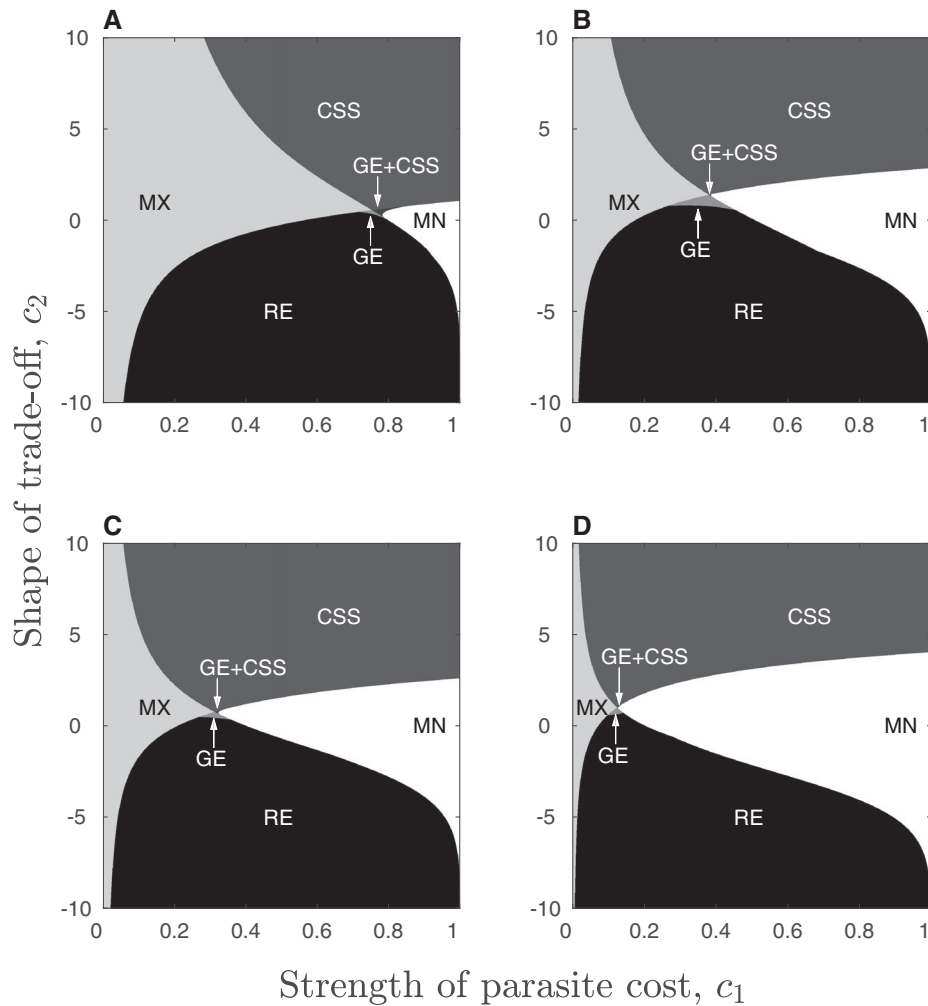 A
B
10
5
0
-5
-10
CSS
GE+CSS
MX
MN
GE
RE
0 0.2 0.4 0.6 0.8 1
10
5
0
-5
-10
CSS
GE+CSS
MX
MN
GE
RE
0 0.2 0.4 0.6 0.8 1
Shape of trade-off, c2
C
D
10
5
0
-5
-10
CSS
GE+CSS
MX
MN
GE
RE
0 0.2 0.4 0.6 0.8 1
10
5
0
-5
-10
CSS
GE+CSS
MX
MN
GE
RE
0 0.2 0.4 0.6 0.8 1
Strength of parasite cost, c1